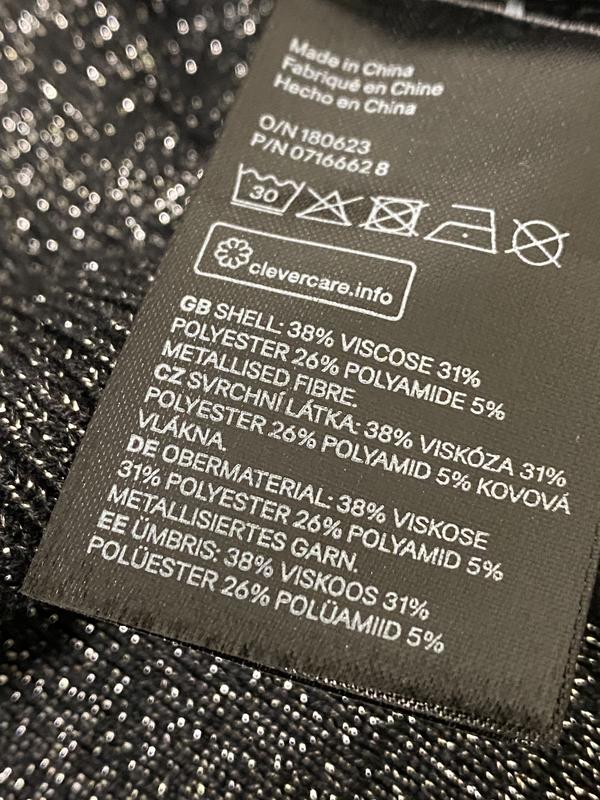 Made in China
Fabriqué en Chine
Hecho en China
O/N 180623
P/N 0716662 8
30
clevercare.info
GB SHELL: 38% VISCOSE 31%
POLYESTER 26% POLYAMIDE 5%
METALLISED FIBRE.
CZ SVRCHNÍ LÁTKA: 38% VISKÓZA 31%
POLYESTER 26% POLYAMID 5% KOVOVÁ
VLÁKNA.
DE OBERMATERIAL: 38% VISKOSE
31% POLYESTER 26% POLYAMID 5%
METALLISIERTES GARN.
EE ÜMBRIS: 38% VISKOOS 31%
POLÜESTER 26% POLÜAMIID 5%